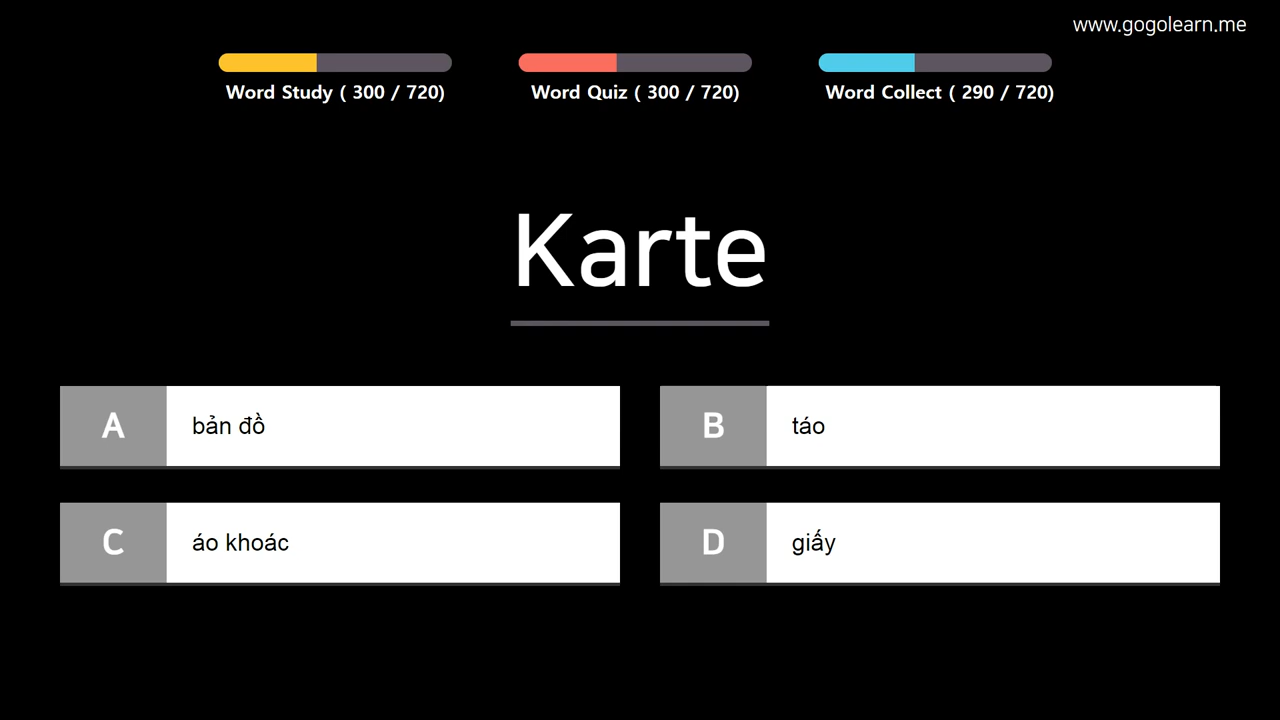 www.gogolearn.me
Word Study ( 300 / 720)
Word Quiz ( 300 / 720)
Word Collect ( 290 / 720)
Karte
A bản đồ
B táo
C áo khoác
D giấy